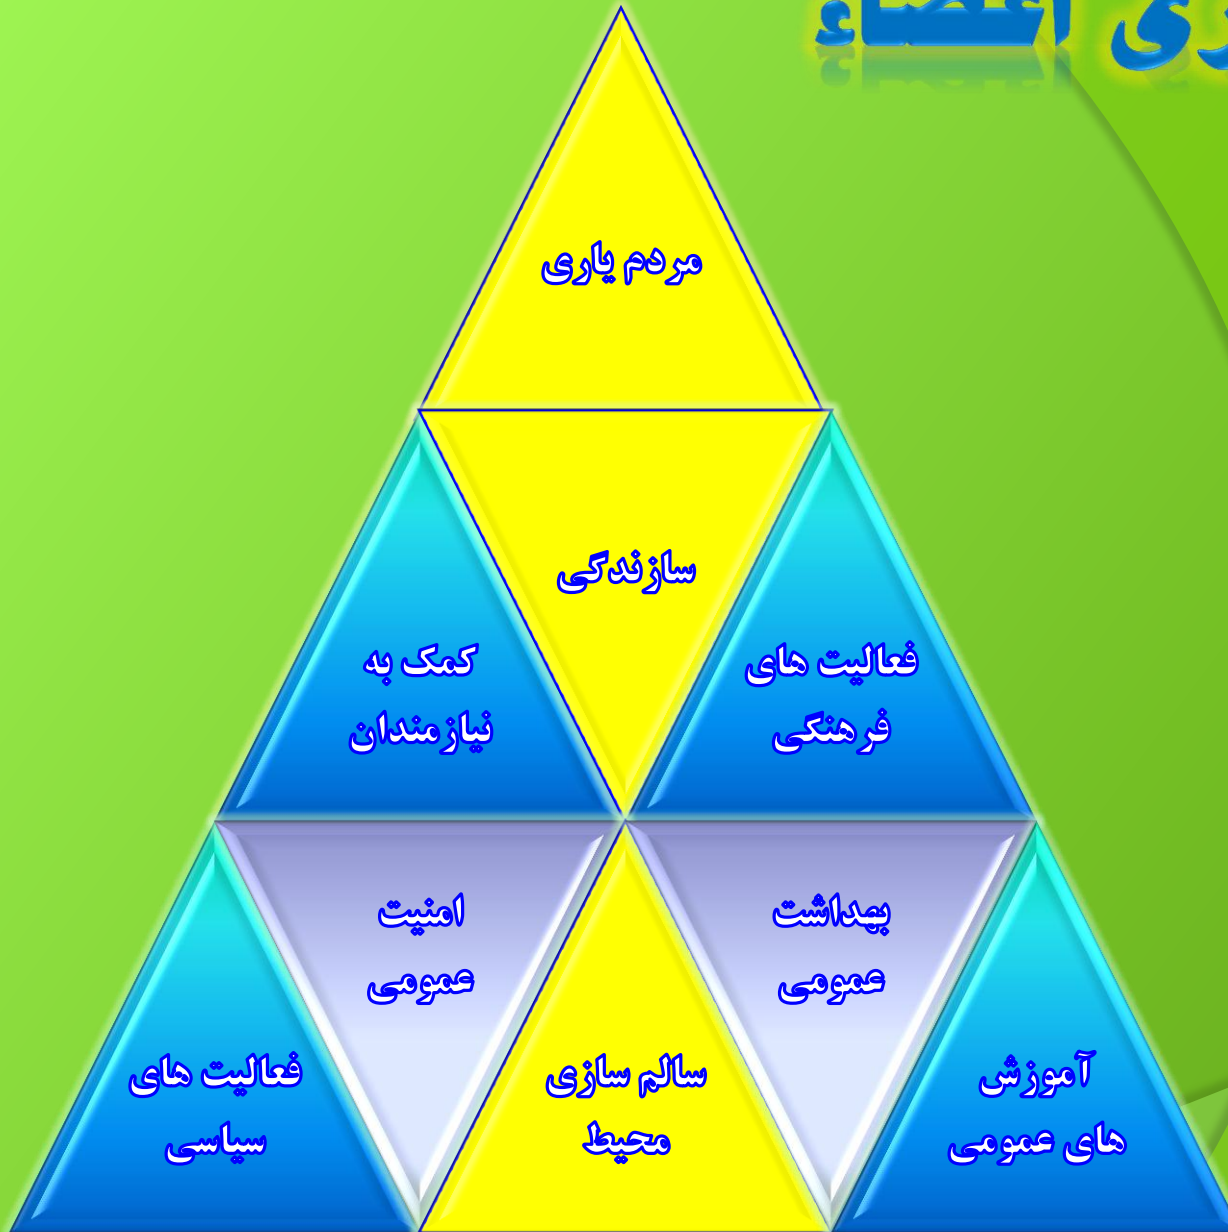 اعضاء
مردم یاری
سازندگی
فعالیت های
فرهنگی
کمک به
نیازمندان
بهداشت
عمومی
امنیت
عمومی
آموزش
های عمومی
سالم سازی
محیط
فعالیت های
سیاسی